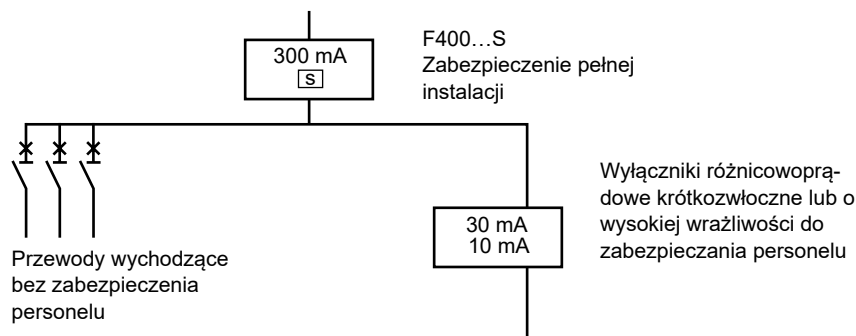 300 mA
S
F400…S
Zabezpieczenie pełnej
instalacji
Przewody wychodzące
bez zabezpieczenia
personelu
30 mA
10 mA
Wyłączniki różnicowoprą-
dowe krótkozwłoczne lub o
wysokiej wrażliwości do
zabezpieczania personelu